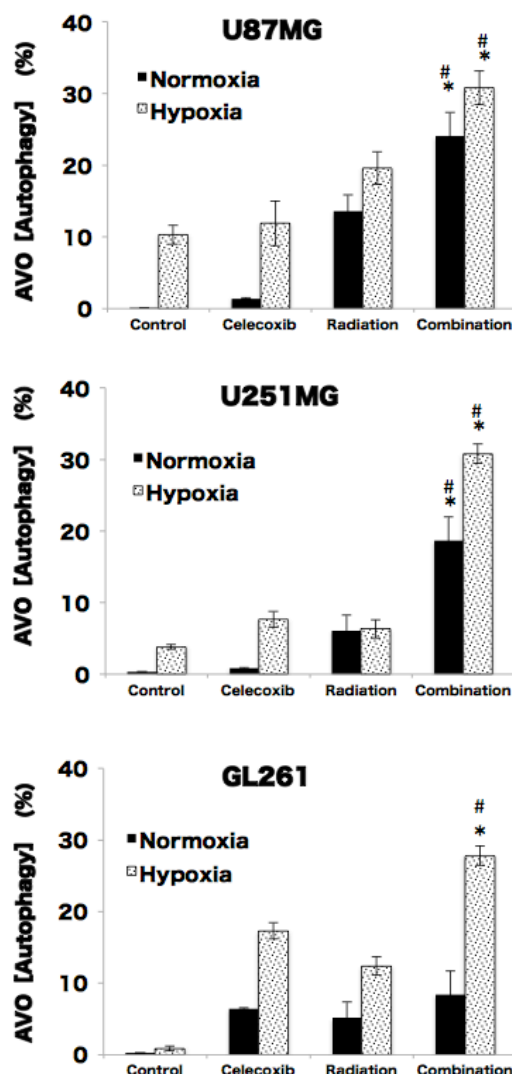 U87MG
AVO [Autophagy] (%)
40
30
20
10
0
Normoxia
Hypoxia
#
*
#
*
Control Celecoxib Radiation Combination
U251MG
AVO [Autophagy] (%)
40
30
20
10
0
Normoxia
Hypoxia
#
*
#
*
Control Celecoxib Radiation Combination
GL261
AVO [Autophagy] (%)
40
30
20
10
0
Normoxia
Hypoxia
#
*
Control Celecoxib Radiation Combination